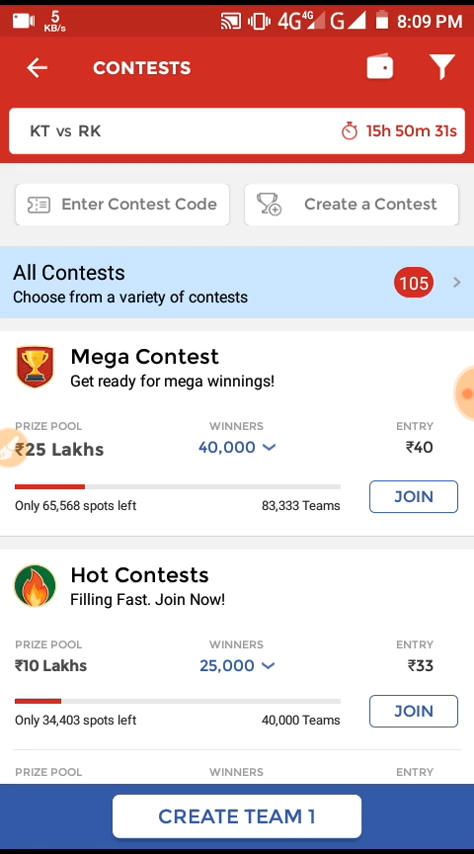 5
KB/s
4G 4G G 8:09 PM
CONTESTS
KT vs RK 15h 50m 31s
Enter Contest Code Create a Contest
All Contests
Choose from a variety of contests
105
Mega Contest
Get ready for mega winnings!
PRIZE POOL WINNERS ENTRY
₹25 Lakhs 40,000 ₹40
Only 65,568 spots left 83,333 Teams JOIN
Hot Contests
Filling Fast. Join Now!
PRIZE POOL WINNERS ENTRY
₹10 Lakhs 25,000 ₹33
Only 34,403 spots left 40,000 Teams JOIN
PRIZE POOL WINNERS ENTRY
CREATE TEAM 1